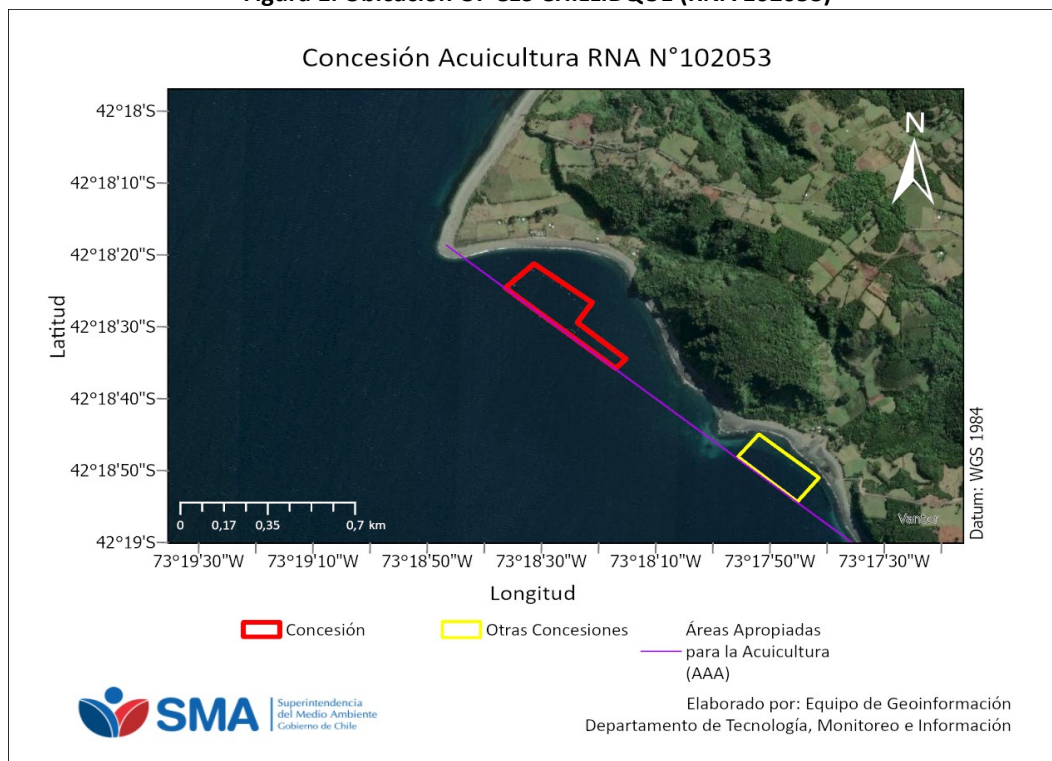 Concesión Acuicultura RNA N°102053
N
42°18'S
42°18'10"S
42°18'20"S
42°18'30"S
42°18'40"S
42°18'50"S
42°19'S
Latitud
0 0,17 0,35 0,7 km
Vantor
Datum: WGS 1984
73°19'30"W 73°19'10"W 73°18'50"W 73°18'30"W 73°18'10"W 73°17'50"W 73°17'30"W
Longitud
Concesión
Otras Concesiones
Áreas Apropiadas
para la Acuicultura
(AAA)
SMA
Superintendencia
del Medio Ambiente
Gobierno de Chile
Elaborado por: Equipo de Geoinformación
Departamento de Tecnología, Monitoreo e Información